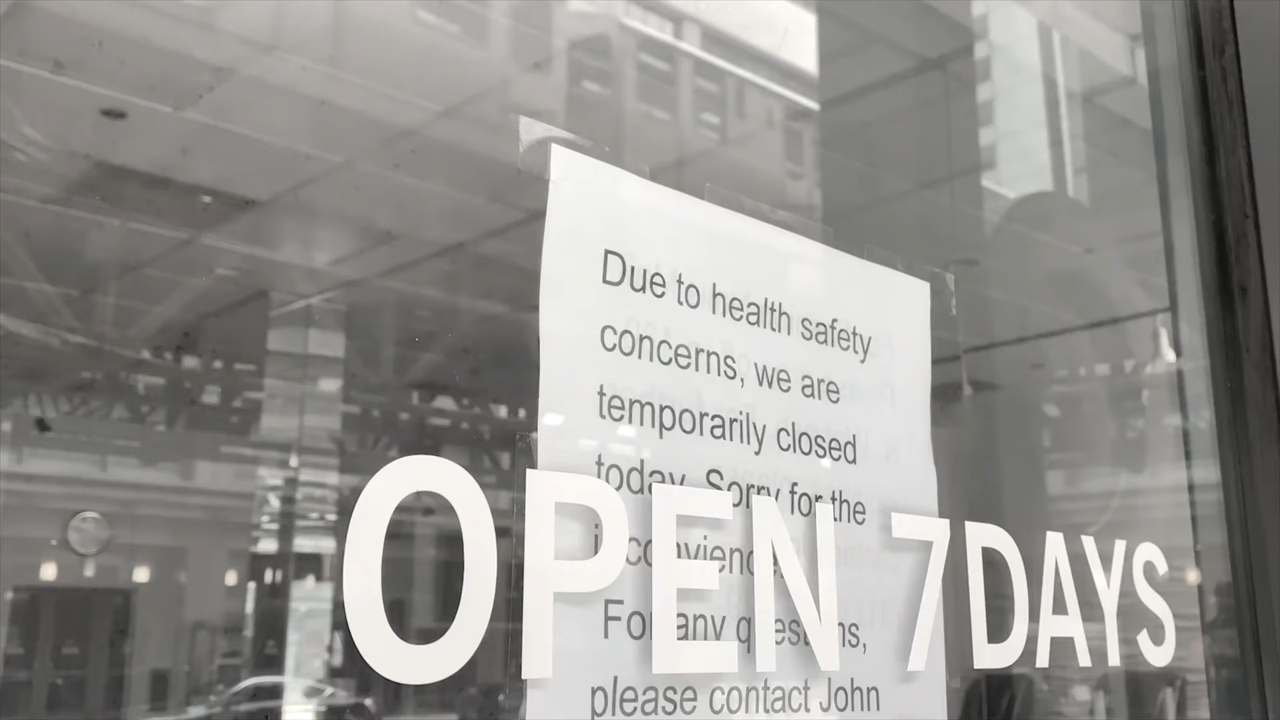 Due to health safety
concerns, we are
temporarily closed
today. Sorry for the
For any questions,
please contact John
OPEN 7DAYS